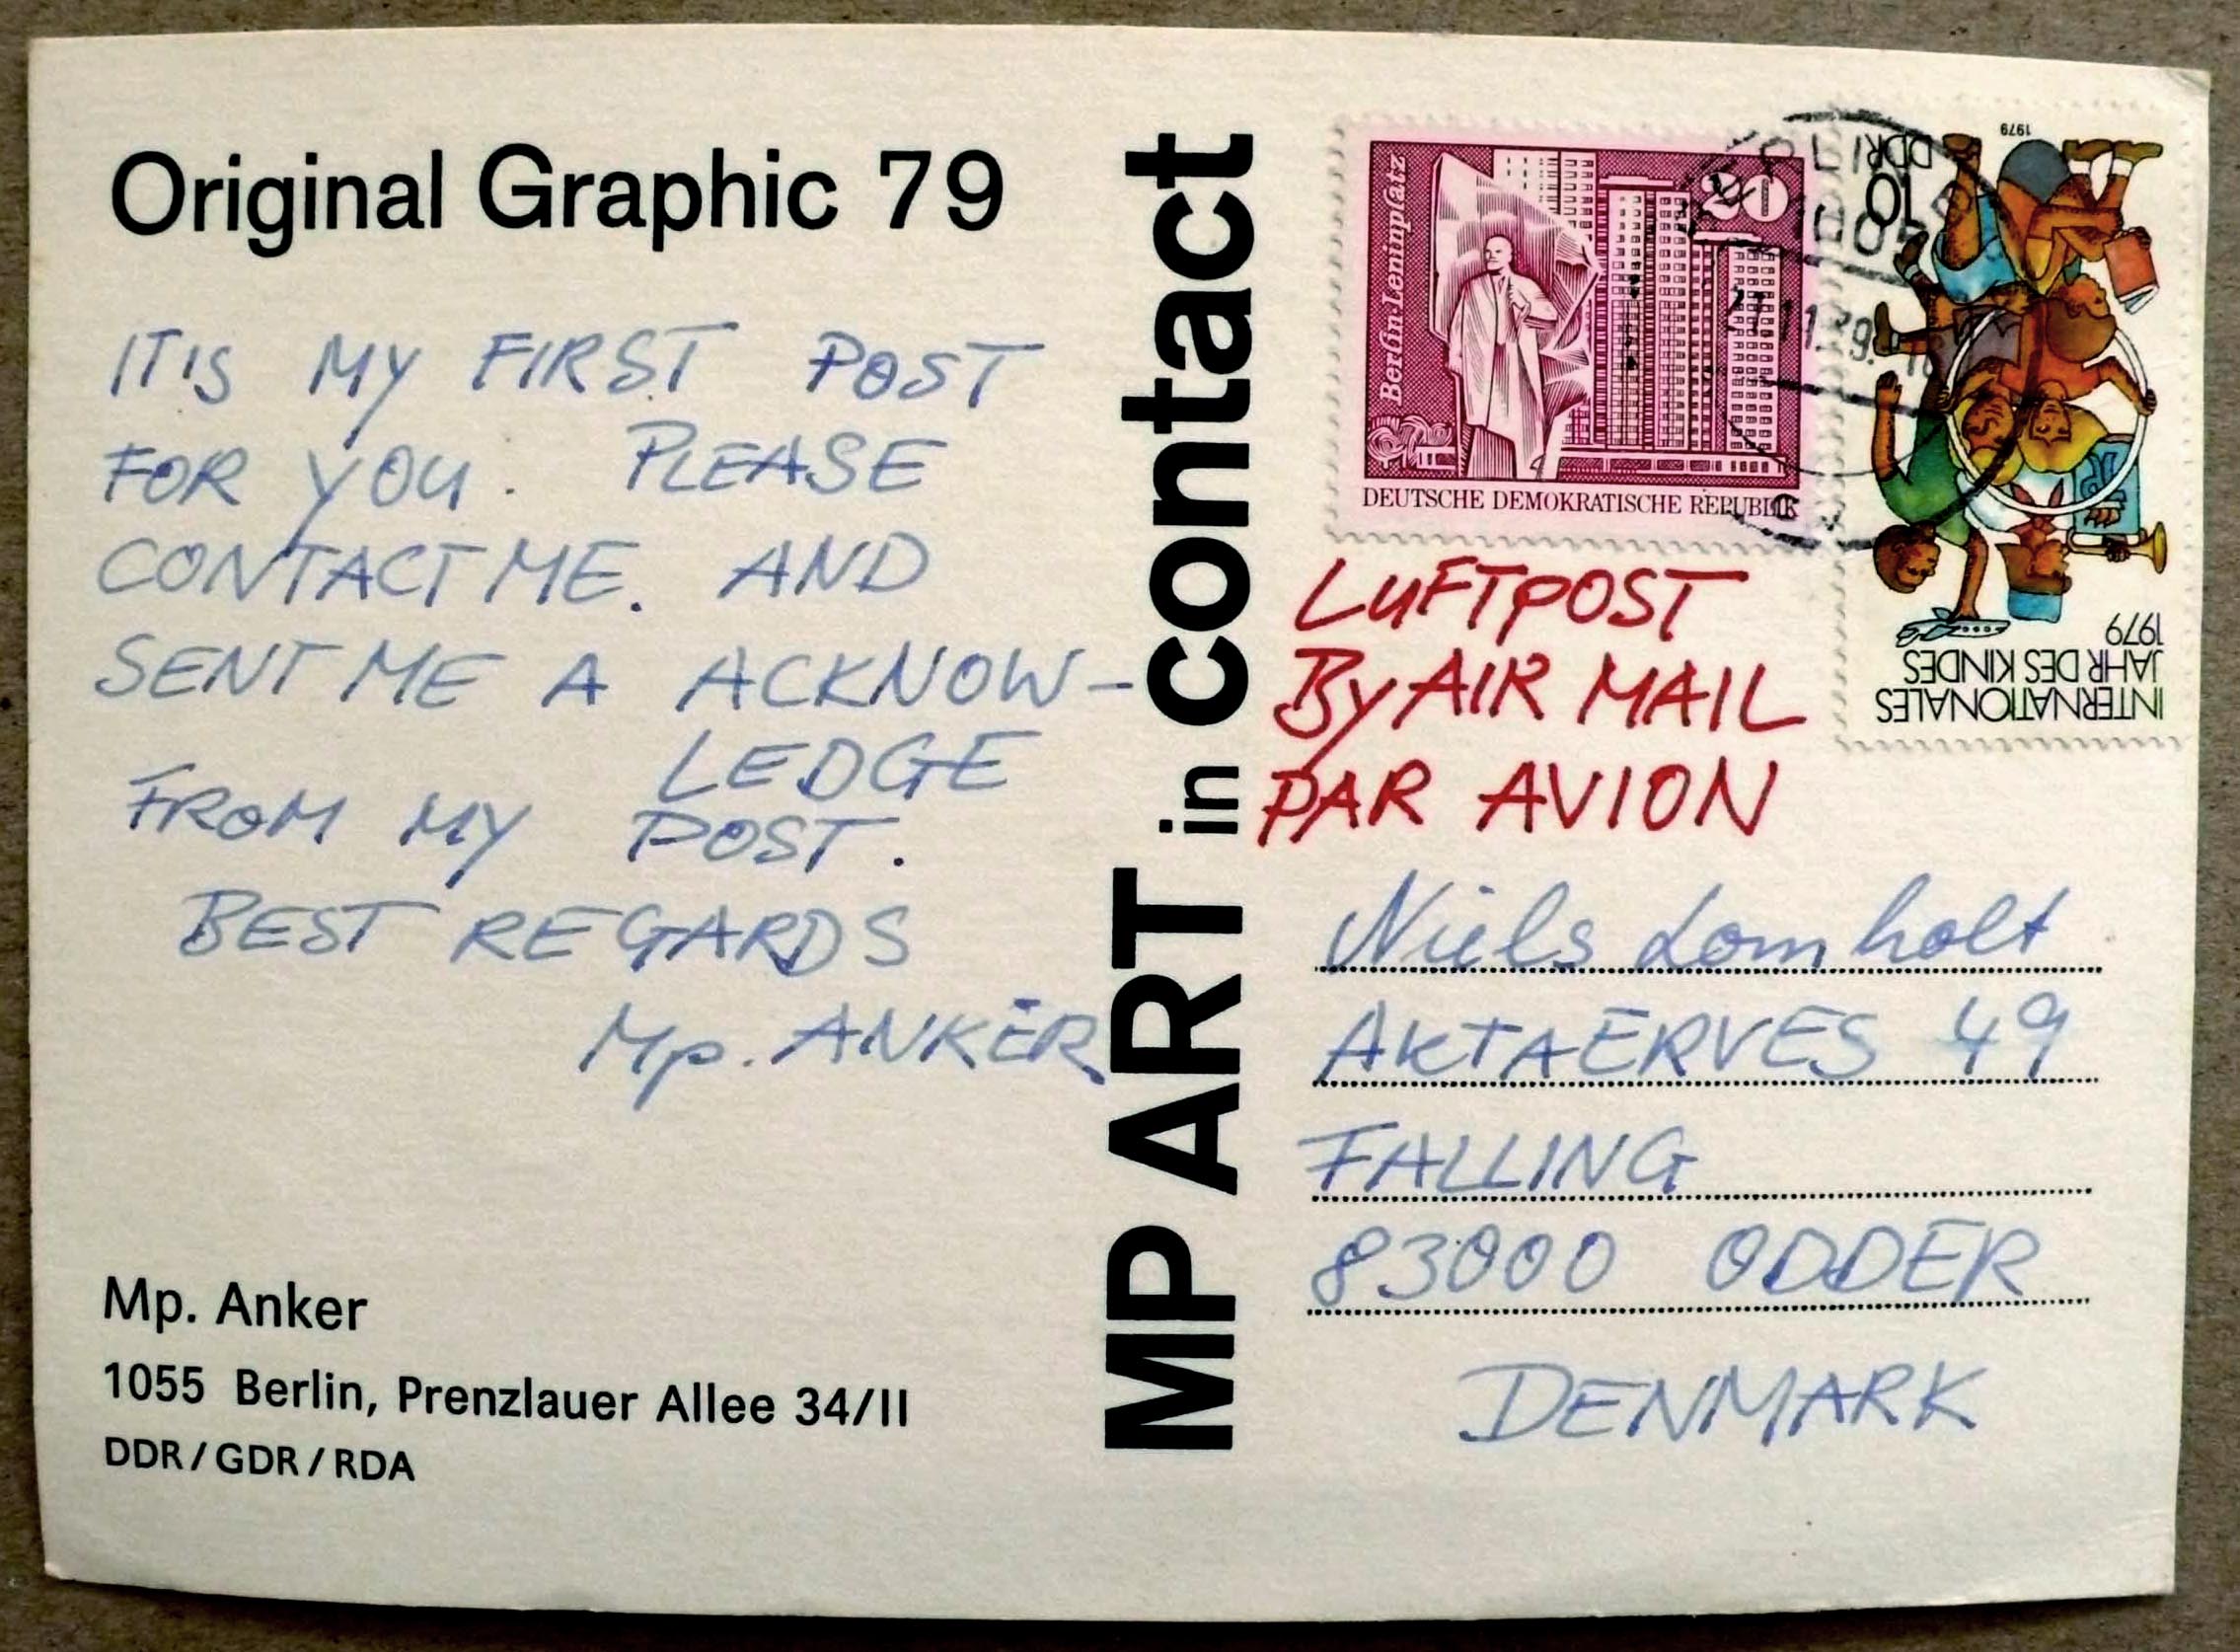 Original Graphic 79
IT IS MY FIRST POST
FOR YOU. PLEASE
CONTACT ME. AND
SENT ME A ACKNOW-
LEDGE
FROM MY POST.
BEST REGARDS
Mp. ANKER
Mp. Anker
1055 Berlin, Prenzlauer Allee 34/II
DDR/GDR/RDA
MP ART in contact
Berlin-Leninplatz
20
DEUTSCHE DEMOKRATISCHE REPUBLIK
INTERNATIONALES
JAHR DES KINDES
1979
10
DDR
1979
LUFTPOST
By AIR MAIL
PAR AVION
Niels Lomholt
AKTAERVES 49
FALLING
83000 ODDER
DENMARK